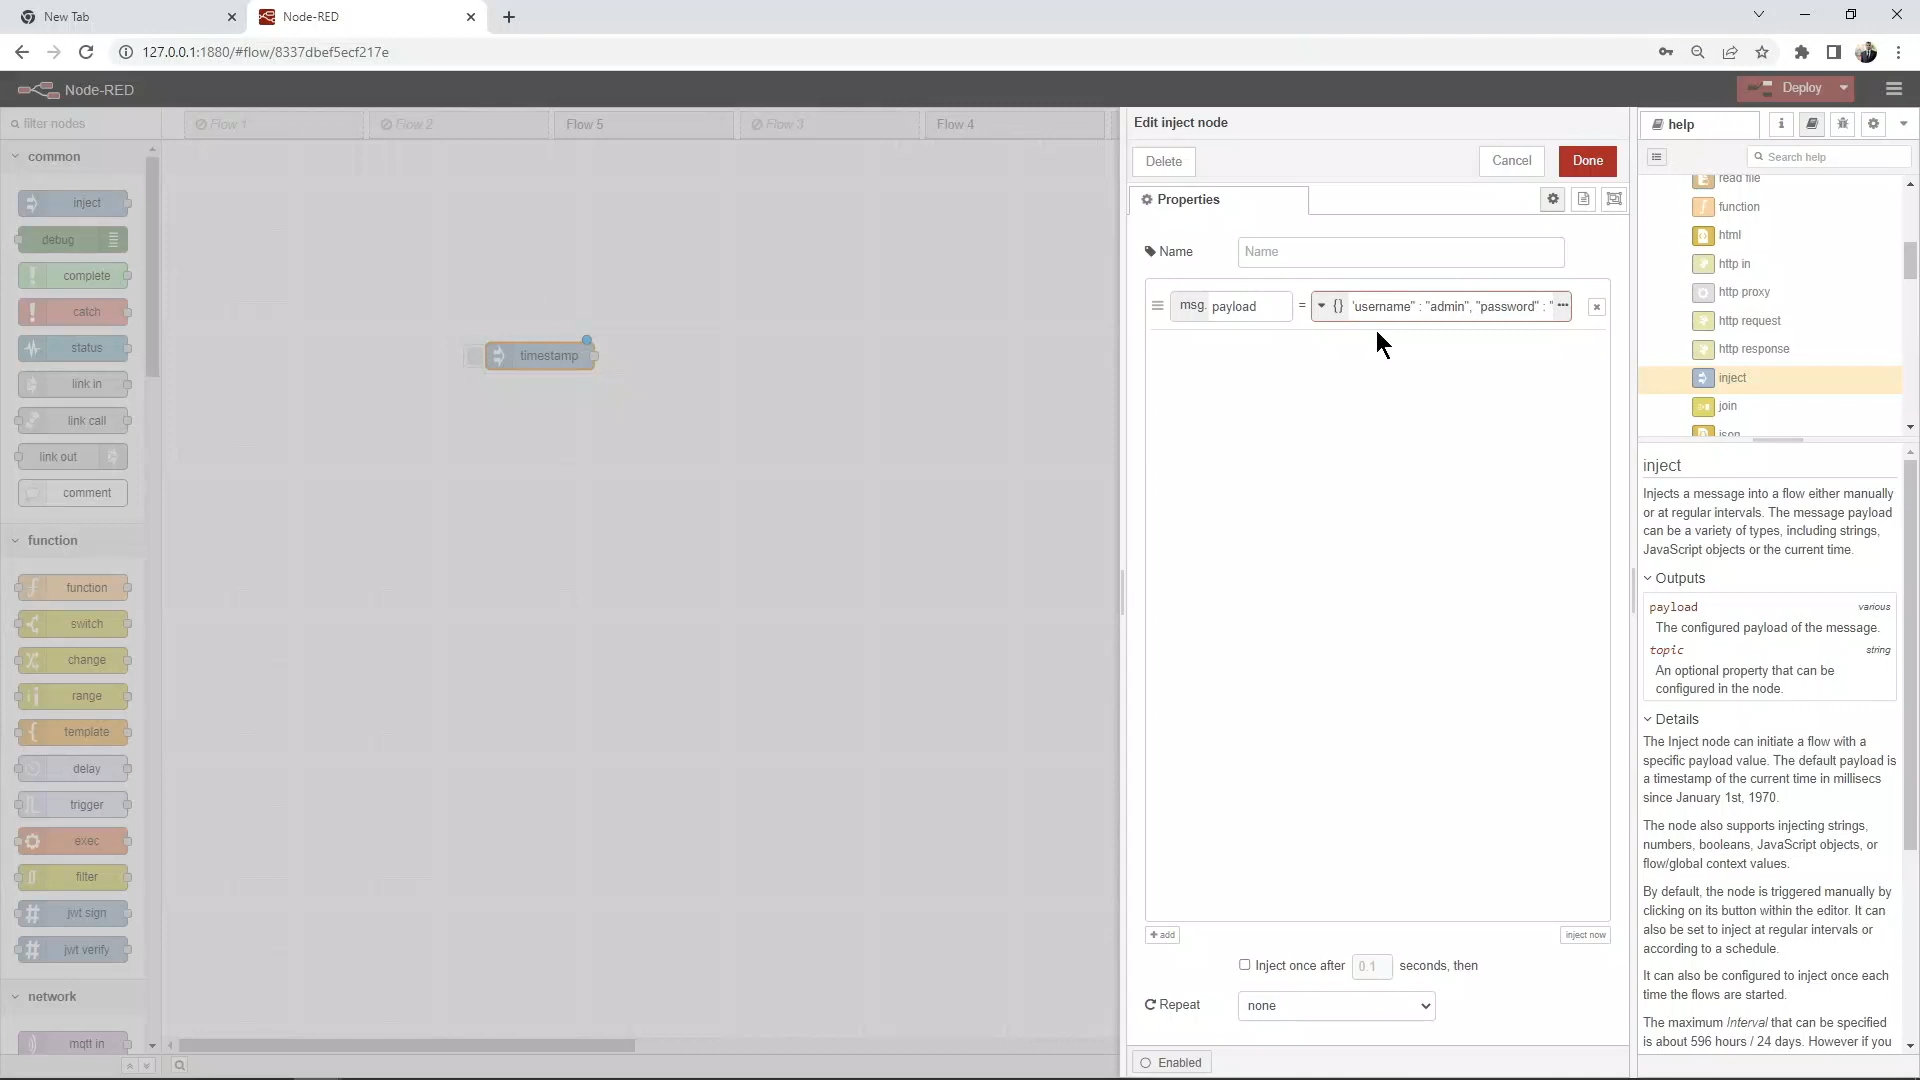 New Tab
Node-RED
127.0.0.1:1880/#flow/8337dbef5ecf217e
Node-RED
Deploy
filter nodes
Flow 1
Flow 2
Flow 5
Flow 3
Flow 4
common
inject
debug
complete
catch
status
link in
link call
link out
comment
function
function
switch
change
range
template
delay
trigger
exec
filter
jwt sign
jwt verify
network
mqtt in
timestamp
Edit inject node
Delete
Cancel
Done
Properties
Name
Name
msg. payload = {} 'username" : "admin", "password" : " •••
+ add
inject now
Inject once after 0.1 seconds, then
Repeat
none
Enabled
help
Search help
read file
function
html
http in
http proxy
http request
http response
inject
join
json
inject
Injects a message into a flow either manually
or at regular intervals. The message payload
can be a variety of types, including strings,
JavaScript objects or the current time.
Outputs
payload various
The configured payload of the message.
topic string
An optional property that can be
configured in the node.
Details
The Inject node can initiate a flow with a
specific payload value. The default payload is
a timestamp of the current time in millisecs
since January 1st, 1970.
The node also supports injecting strings,
numbers, booleans, JavaScript objects, or
flow/global context values.
By default, the node is triggered manually by
clicking on its button within the editor. It can
also be set to inject at regular intervals or
according to a schedule.
It can also be configured to inject once each
time the flows are started.
The maximum Interval that can be specified
is about 596 hours / 24 days. However if you